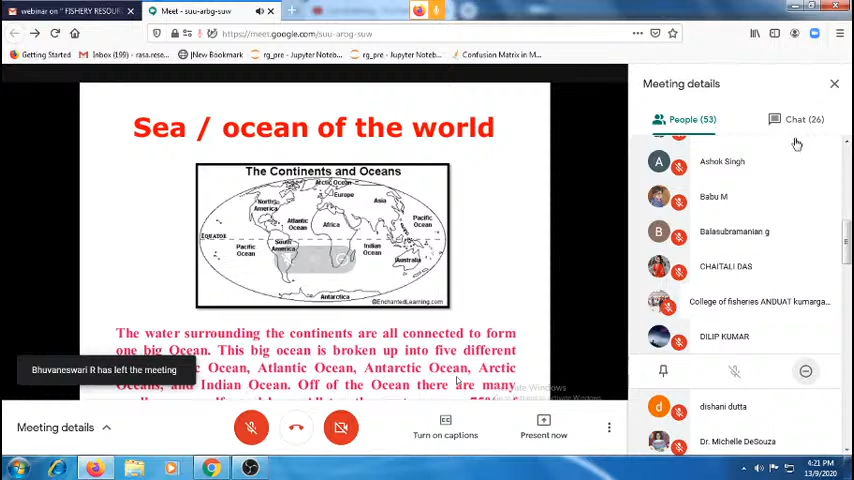 webinar on " FISHERY RESOUR
Meet - suu-arbg-suw
https://meet.google.com/suu-arbg-suw
Getting Started
Inbox (199) - rasa.rese
New Bookmark
rg_pre - Jupyter Noteb...
rg_pre - Jupyter Noteb...
Confusion Matrix in M...
Sea / ocean of the world
The Continents and Oceans
Arctic Ocean
North America
Europe
Asia
Atlantic Ocean
Africa
Pacific Ocean
EQUATOR
Pacific Ocean
South America
Indian Ocean
Australia
Antarctica
©EnchantedLearning.com
The water surrounding the continents are all connected to form
one big Ocean. This big ocean is broken up into five different
Ocean, Atlantic Ocean, Antarctic Ocean, Arctic
and Indian Ocean. Off of the Ocean there are many
Bhuvaneswari R has left the meeting
Meeting details
Turn on captions
Present now
Meeting details
People (53)
Chat (26)
A
Ashok Singh
Babu M
B
Balasubramanian g
CHAITALI DAS
College of fisheries ANDUAT kumarga...
DILIP KUMAR
d
dishani dutta
Dr. Michelle DeSouza
4:21 PM
13/9/2020